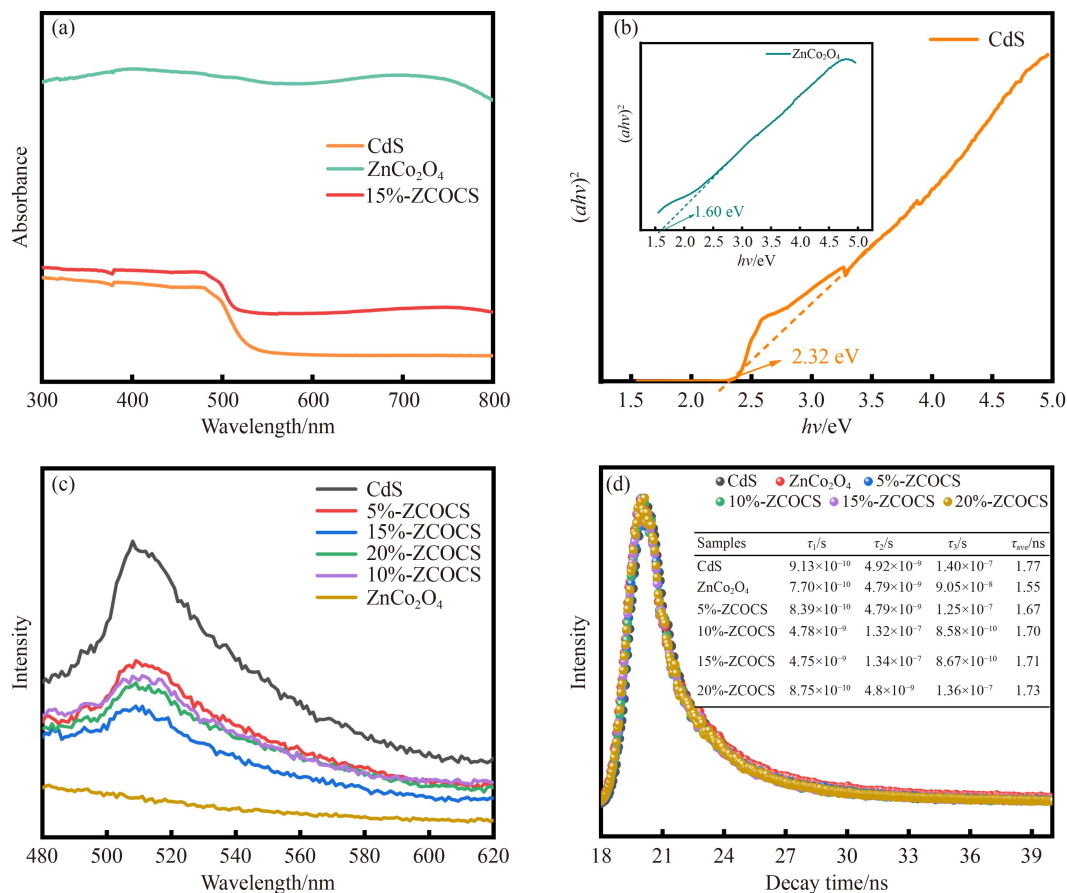 (a)
CdS
ZnCo₂O₄
15%-ZCOCS
Absorbance
300 400 500 600 700 800
Wavelength/nm
(b)
CdS
ZnCo₂O₄
(ahv)²
1.60 eV
1.5 2.0 2.5 3.0 3.5 4.0 4.5 5.0
hv/eV
(ahv)²
2.32 eV
1.5 2.0 2.5 3.0 3.5 4.0 4.5 5.0
hv/eV
(c)
CdS
5%-ZCOCS
15%-ZCOCS
20%-ZCOCS
10%-ZCOCS
ZnCo₂O₄
Intensity
480 500 520 540 560 580 600 620
Wavelength/nm
(d)
CdS ZnCo₂O₄ 5%-ZCOCS
10%-ZCOCS 15%-ZCOCS 20%-ZCOCS
Samples τ₁/s τ₂/s τ₃/s τave/ns
CdS 9.13×10⁻¹⁰ 4.92×10⁻⁹ 1.40×10⁻⁷ 1.77
ZnCo₂O₄ 7.70×10⁻¹⁰ 4.79×10⁻⁹ 9.05×10⁻⁸ 1.55
5%-ZCOCS 8.39×10⁻¹⁰ 4.79×10⁻⁹ 1.25×10⁻⁷ 1.67
10%-ZCOCS 4.78×10⁻⁹ 1.32×10⁻⁷ 8.58×10⁻¹⁰ 1.70
15%-ZCOCS 4.75×10⁻⁹ 1.34×10⁻⁷ 8.67×10⁻¹⁰ 1.71
20%-ZCOCS 8.75×10⁻¹⁰ 4.8×10⁻⁹ 1.36×10⁻⁷ 1.73
Intensity
18 21 24 27 30 33 36 39
Decay time/ns